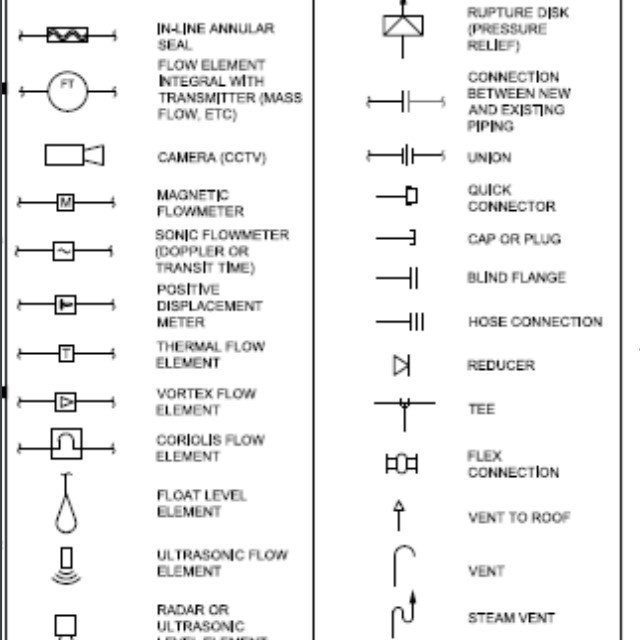 IN-LINE ANNULAR
SEAL
FT
FLOW ELEMENT
INTEGRAL WITH
TRANSMITTER (MASS
FLOW, ETC)
CAMERA (CCTV)
M
MAGNETIC
FLOWMETER
SONIC FLOWMETER
(DOPPLER OR
TRANSIT TIME)
POSITIVE
DISPLACEMENT
METER
T
THERMAL FLOW
ELEMENT
VORTEX FLOW
ELEMENT
CORIOLIS FLOW
ELEMENT
FLOAT LEVEL
ELEMENT
ULTRASONIC FLOW
ELEMENT
RADAR OR
ULTRASONIC
LEVEL ELEMENT
RUPTURE DISK
(PRESSURE
RELIEF)
CONNECTION
BETWEEN NEW
AND EXISTING
PIPING
UNION
QUICK
CONNECTOR
CAP OR PLUG
BLIND FLANGE
HOSE CONNECTION
REDUCER
TEE
FLEX
CONNECTION
VENT TO ROOF
VENT
STEAM VENT